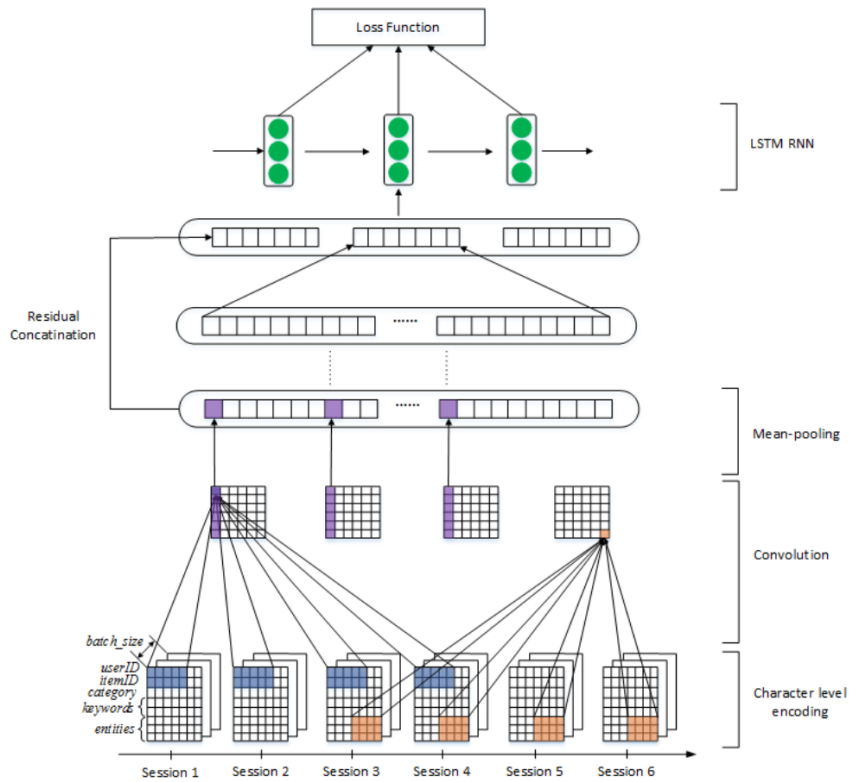 Loss Function
LSTM RNN
Residual
Concatination
......
......
Mean-pooling
Convolution
batch_size
userID
itemID
category
keywords
entities
Character level
encoding
Session 1
Session 2
Session 3
Session 4
Session 5
Session 6